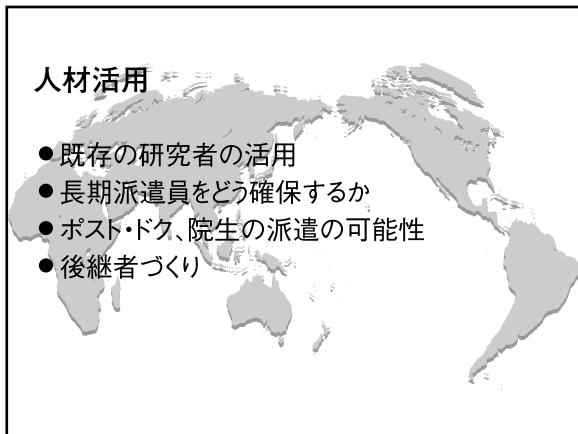 人材活用
●既存の研究者の活用
●長期派遣員をどう確保するか
●ポスト・ドク、院生の派遣の可能性
●後継者づくり